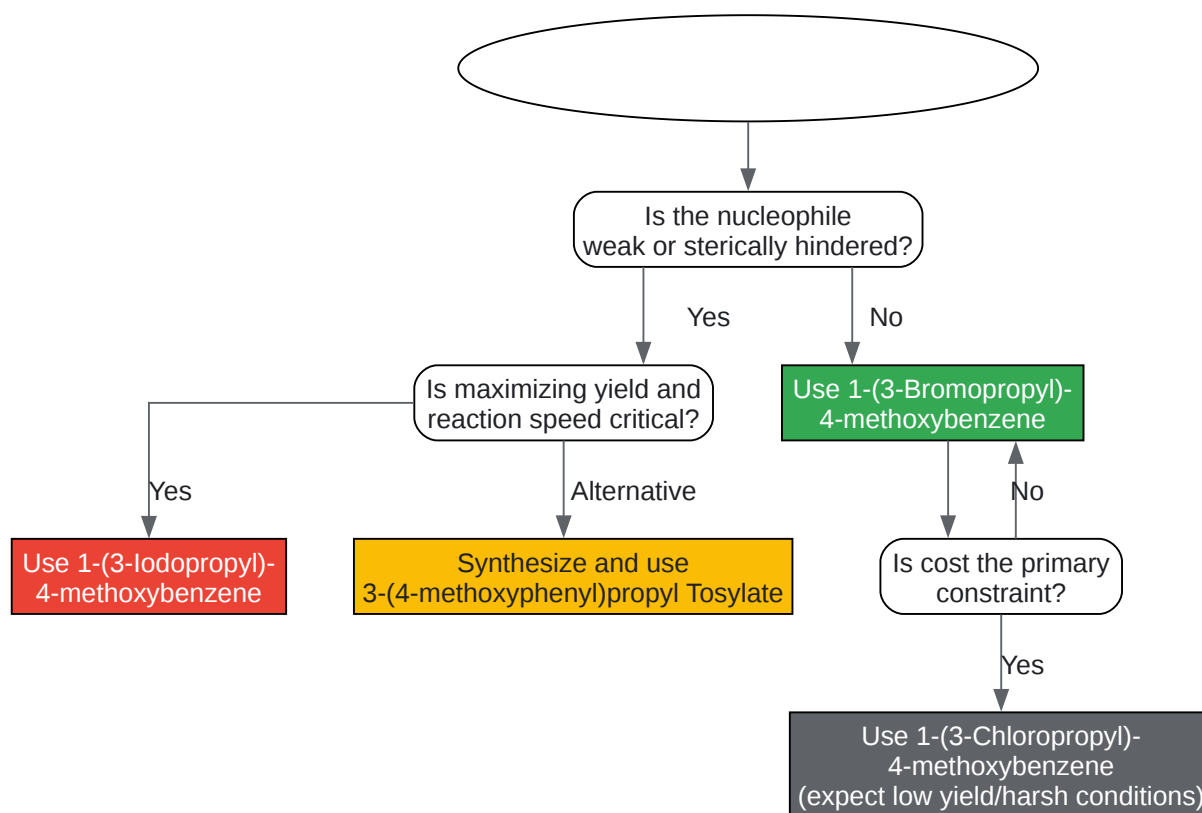 Is the nucleophile
weak or sterically hindered?
Yes
No
Is maximizing yield and
reaction speed critical?
Use 1-(3-Bromopropyl)-
4-methoxybenzene
Yes
Alternative
No
Use 1-(3-Iodopropyl)-
4-methoxybenzene
Synthesize and use
3-(4-methoxyphenyl)propyl Tosylate
Is cost the primary
constraint?
Yes
Use 1-(3-Chloropropyl)-
4-methoxybenzene
(expect low yield/harsh conditions)